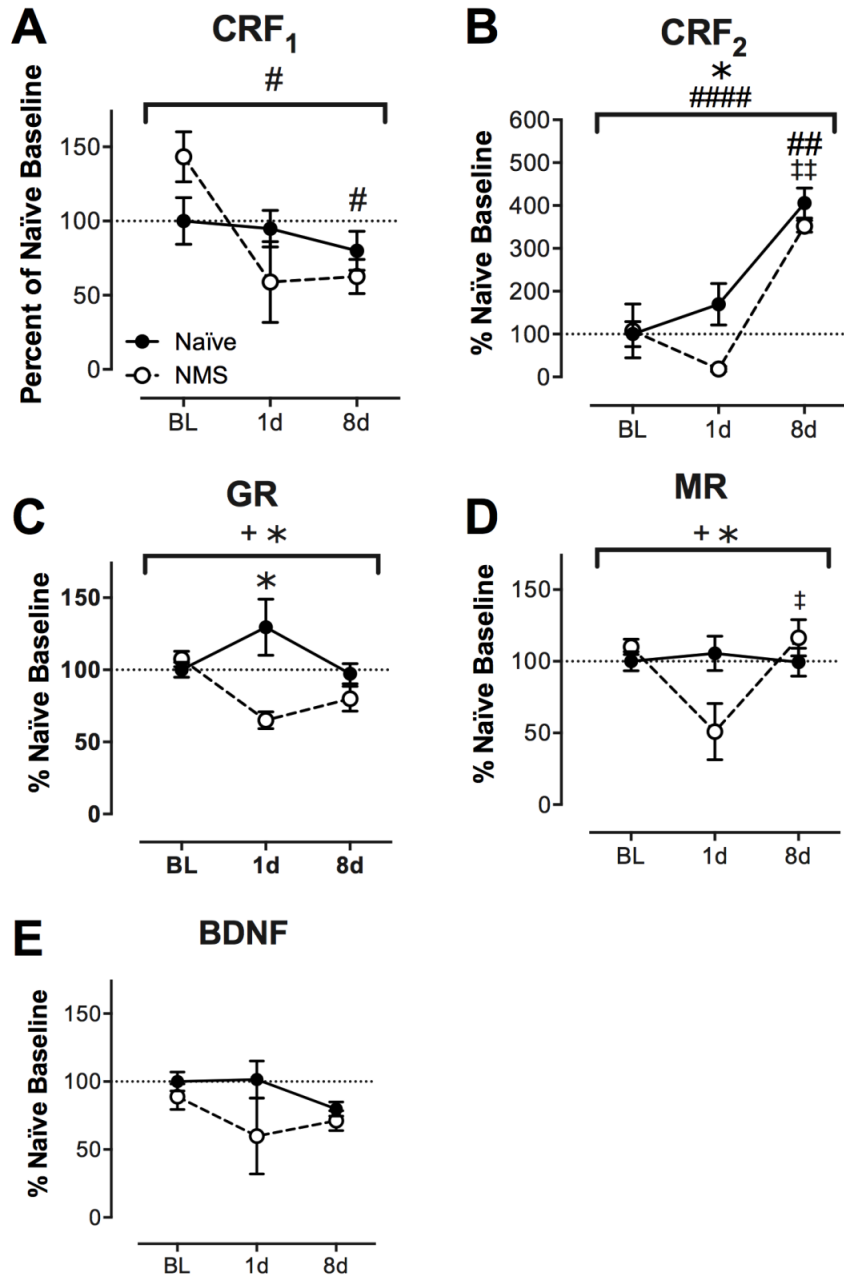 A
CRF1
#
Percent of Naïve Baseline
150
100
50
0
#
Naïve
NMS
BL 1d 8d
B
CRF2
*
####
% Naïve Baseline
600
500
400
300
200
100
0
##
‡‡
BL 1d 8d
C
GR
+ *
*
% Naïve Baseline
150
100
50
0
BL 1d 8d
D
MR
+ *
‡
% Naïve Baseline
150
100
50
0
BL 1d 8d
E
BDNF
% Naïve Baseline
150
100
50
0
BL 1d 8d